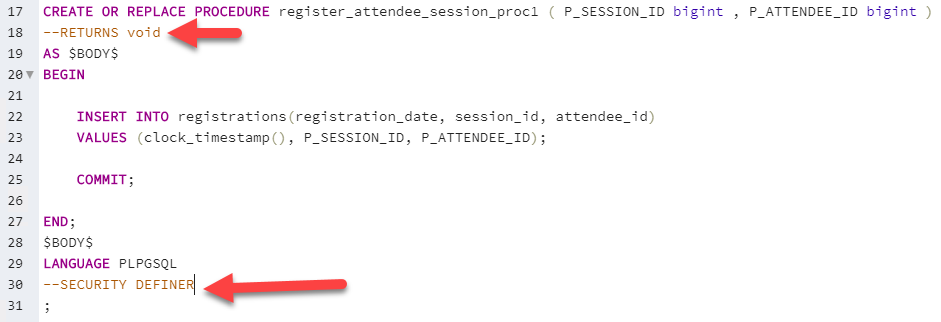 17 CREATE OR REPLACE PROCEDURE register_attendee_session_proc1 ( P_SESSION_ID bigint , P_ATTENDEE_ID bigint )
18 --RETURNS void
19 AS $BODY$
20 BEGIN
21
22 INSERT INTO registrations(registration_date, session_id, attendee_id)
23 VALUES (clock_timestamp(), P_SESSION_ID, P_ATTENDEE_ID);
24
25 COMMIT;
26
27 END;
28 $BODY$
29 LANGUAGE PLPGSQL
30 --SECURITY DEFINER
31 ;